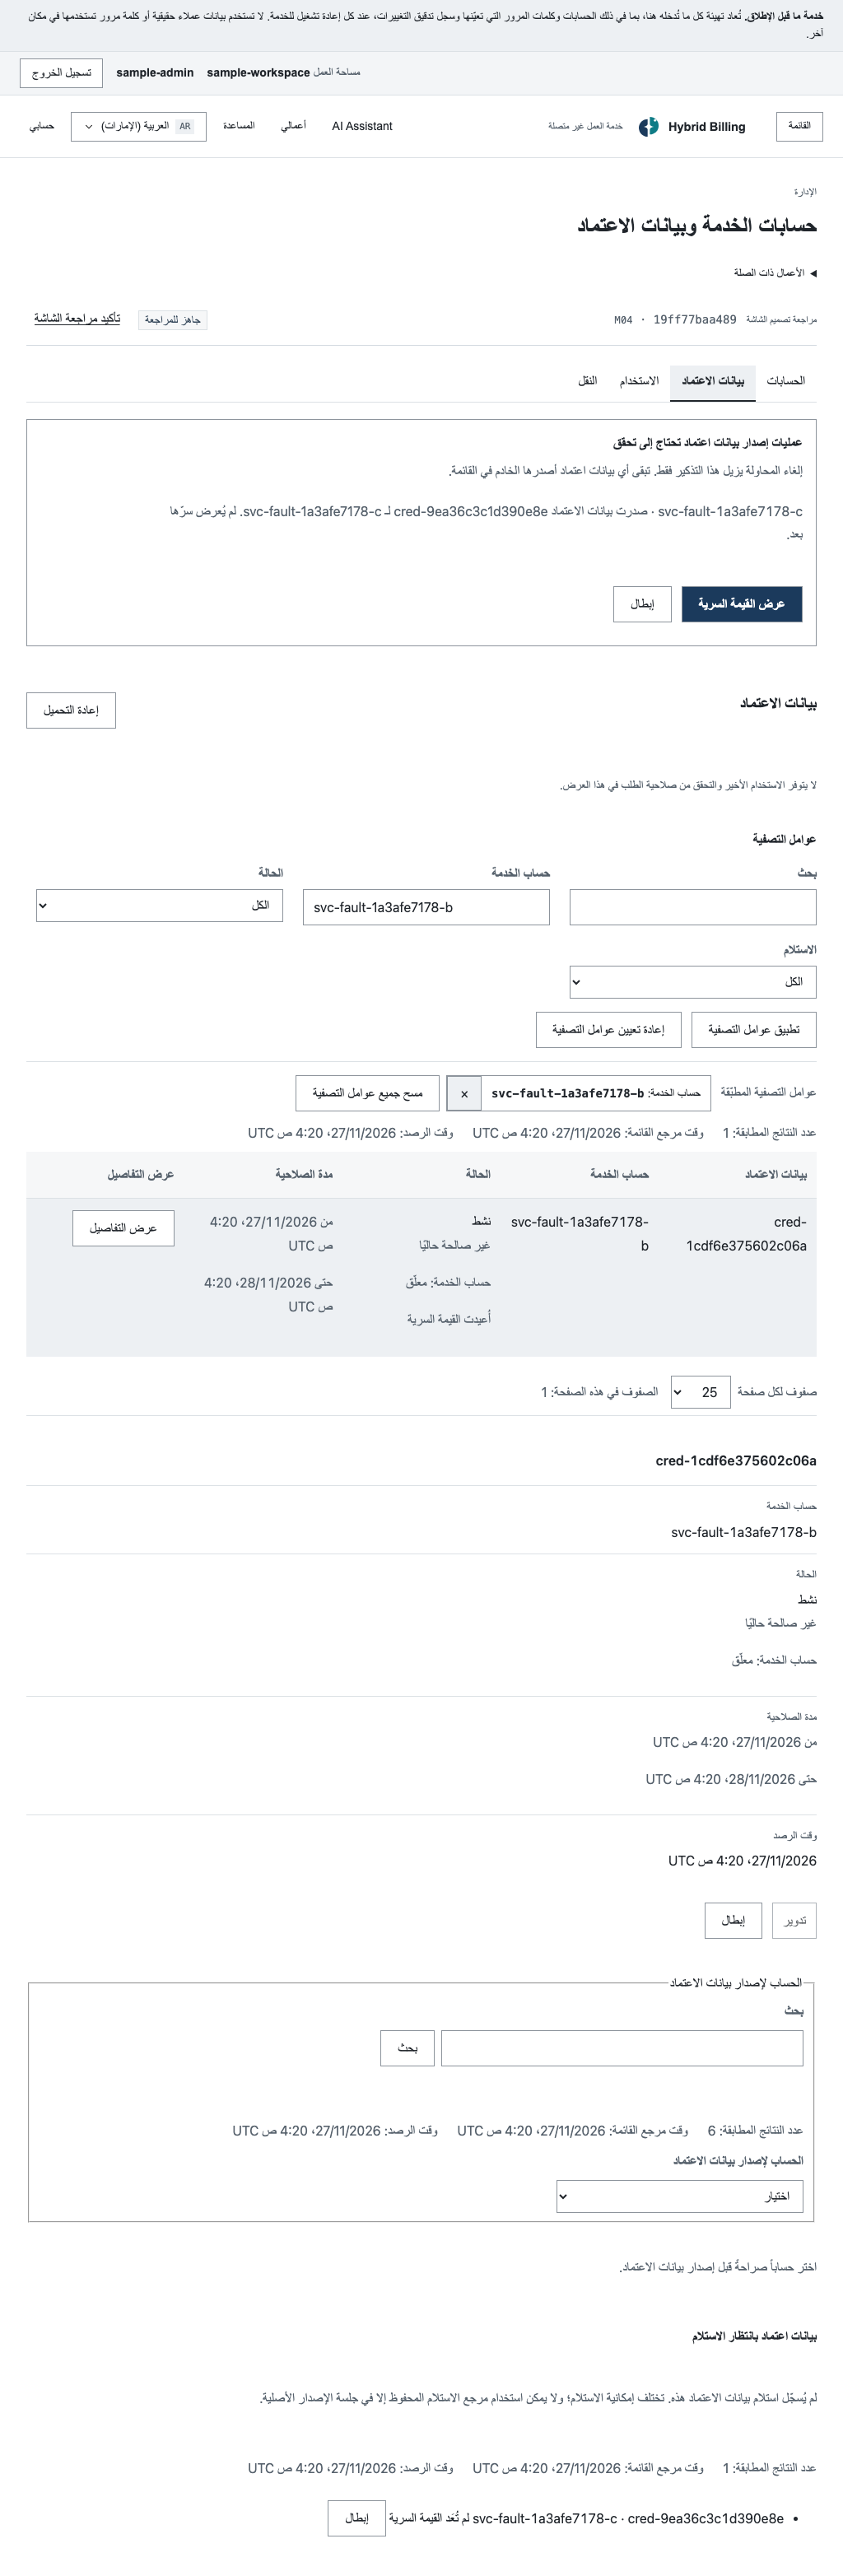 خدمة ما قبل الإطلاق. تُعاد تهيئة كل ما تُدخله هنا، بما في ذلك الحسابات وكلمات المرور التي تعيّنها وسجل تدقيق التغييرات، عند كل إعادة تشغيل للخدمة. لا تستخدم بيانات عملاء حقيقية أو كلمة مرور تستخدمها في مكان
آخر.
مساحة العمل sample-workspace sample-admin تسجيل الخروج
القائمة Hybrid Billing خدمة العمل غير متصلة AI Assistant أعمالي المساعدة AR العربية (الإمارات) حسابي
الإدارة
حسابات الخدمة وبيانات الاعتماد
الأعمال ذات الصلة
مراجعة تصميم الشاشة M04 · 19ff77baa489 جاهز للمراجعة تأكيد مراجعة الشاشة
الحسابات بيانات الاعتماد الاستخدام النقل
عمليات إصدار بيانات اعتماد تحتاج إلى تحقق
إلغاء المحاولة يزيل هذا التذكير فقط. تبقى أي بيانات اعتماد أصدرها الخادم في القائمة.
svc-fault-1a3afe7178-c · صدرت بيانات الاعتماد cred-9ea36c3c1d390e8e لـ svc-fault-1a3afe7178-c. لم يُعرض سرّها
بعد.
عرض القيمة السرية إبطال
بيانات الاعتماد إعادة التحميل
لا يتوفر الاستخدام الأخير والتحقق من صلاحية الطلب في هذا العرض.
عوامل التصفية
بحث حساب الخدمة الحالة
svc-fault-1a3afe7178-b الكل
الاستلام
الكل
تطبيق عوامل التصفية إعادة تعيين عوامل التصفية
عوامل التصفية المطبّقة حساب الخدمة: svc-fault-1a3afe7178-b × مسح جميع عوامل التصفية
عدد النتائج المطابقة: 1 وقت مرجع القائمة: 27/11/2026، 4:20 ص UTC وقت الرصد: 27/11/2026، 4:20 ص UTC
بيانات الاعتماد حساب الخدمة الحالة مدة الصلاحية عرض التفاصيل
cred- svc-fault-1a3afe7178- نشط من 27/11/2026، 4:20 عرض التفاصيل
1cdf6e375602c06a b غير صالحة حاليًا ص UTC
حساب الخدمة: معلّق حتى 28/11/2026، 4:20
ص UTC
أُعيدت القيمة السرية
صفوف لكل صفحة 25 الصفوف في هذه الصفحة: 1
cred-1cdf6e375602c06a
حساب الخدمة
svc-fault-1a3afe7178-b
الحالة
نشط
غير صالحة حاليًا
حساب الخدمة: معلّق
مدة الصلاحية
من 27/11/2026، 4:20 ص UTC
حتى 28/11/2026، 4:20 ص UTC
وقت الرصد
27/11/2026، 4:20 ص UTC
تدوير إبطال
الحساب لإصدار بيانات الاعتماد
بحث
بحث
عدد النتائج المطابقة: 6 وقت مرجع القائمة: 27/11/2026، 4:20 ص UTC وقت الرصد: 27/11/2026، 4:20 ص UTC
الحساب لإصدار بيانات الاعتماد
اختيار
اختر حساباً صراحةً قبل إصدار بيانات الاعتماد.
بيانات اعتماد بانتظار الاستلام
لم يُسجّل استلام بيانات الاعتماد هذه. تختلف إمكانية الاستلام؛ ولا يمكن استخدام مرجع الاستلام المحفوظ إلا في جلسة الإصدار الأصلية.
عدد النتائج المطابقة: 1 وقت مرجع القائمة: 27/11/2026، 4:20 ص UTC وقت الرصد: 27/11/2026، 4:20 ص UTC
• svc-fault-1a3afe7178-c · cred-9ea36c3c1d390e8e لم تُعَد القيمة السرية إبطال